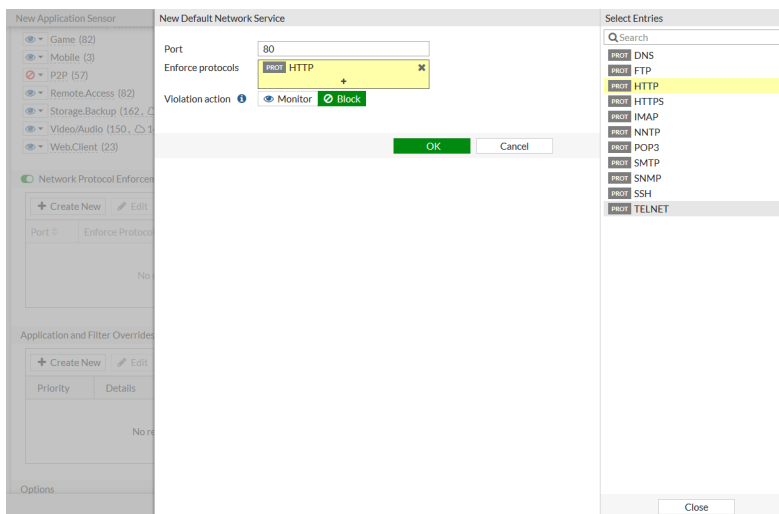 New Application Sensor
Game (82)
Mobile (3)
P2P (57)
Remote.Access (82)
Storage.Backup (162,
Video/Audio (150, 1
Web.Client (23)
Network Protocol Enforcem
Create New Edit
Port Enforce Protoco
No
Application and Filter Overrides
Create New Edit
Priority Details
No re
Options
New Default Network Service
Port 80
Enforce protocols PROT HTTP
+
Violation action Monitor Block
OK Cancel
Select Entries
Search
PROT DNS
PROT FTP
PROT HTTP
PROT HTTPS
PROT IMAP
PROT NNTP
PROT POP3
PROT SMTP
PROT SNMP
PROT SSH
PROT TELNET
Close